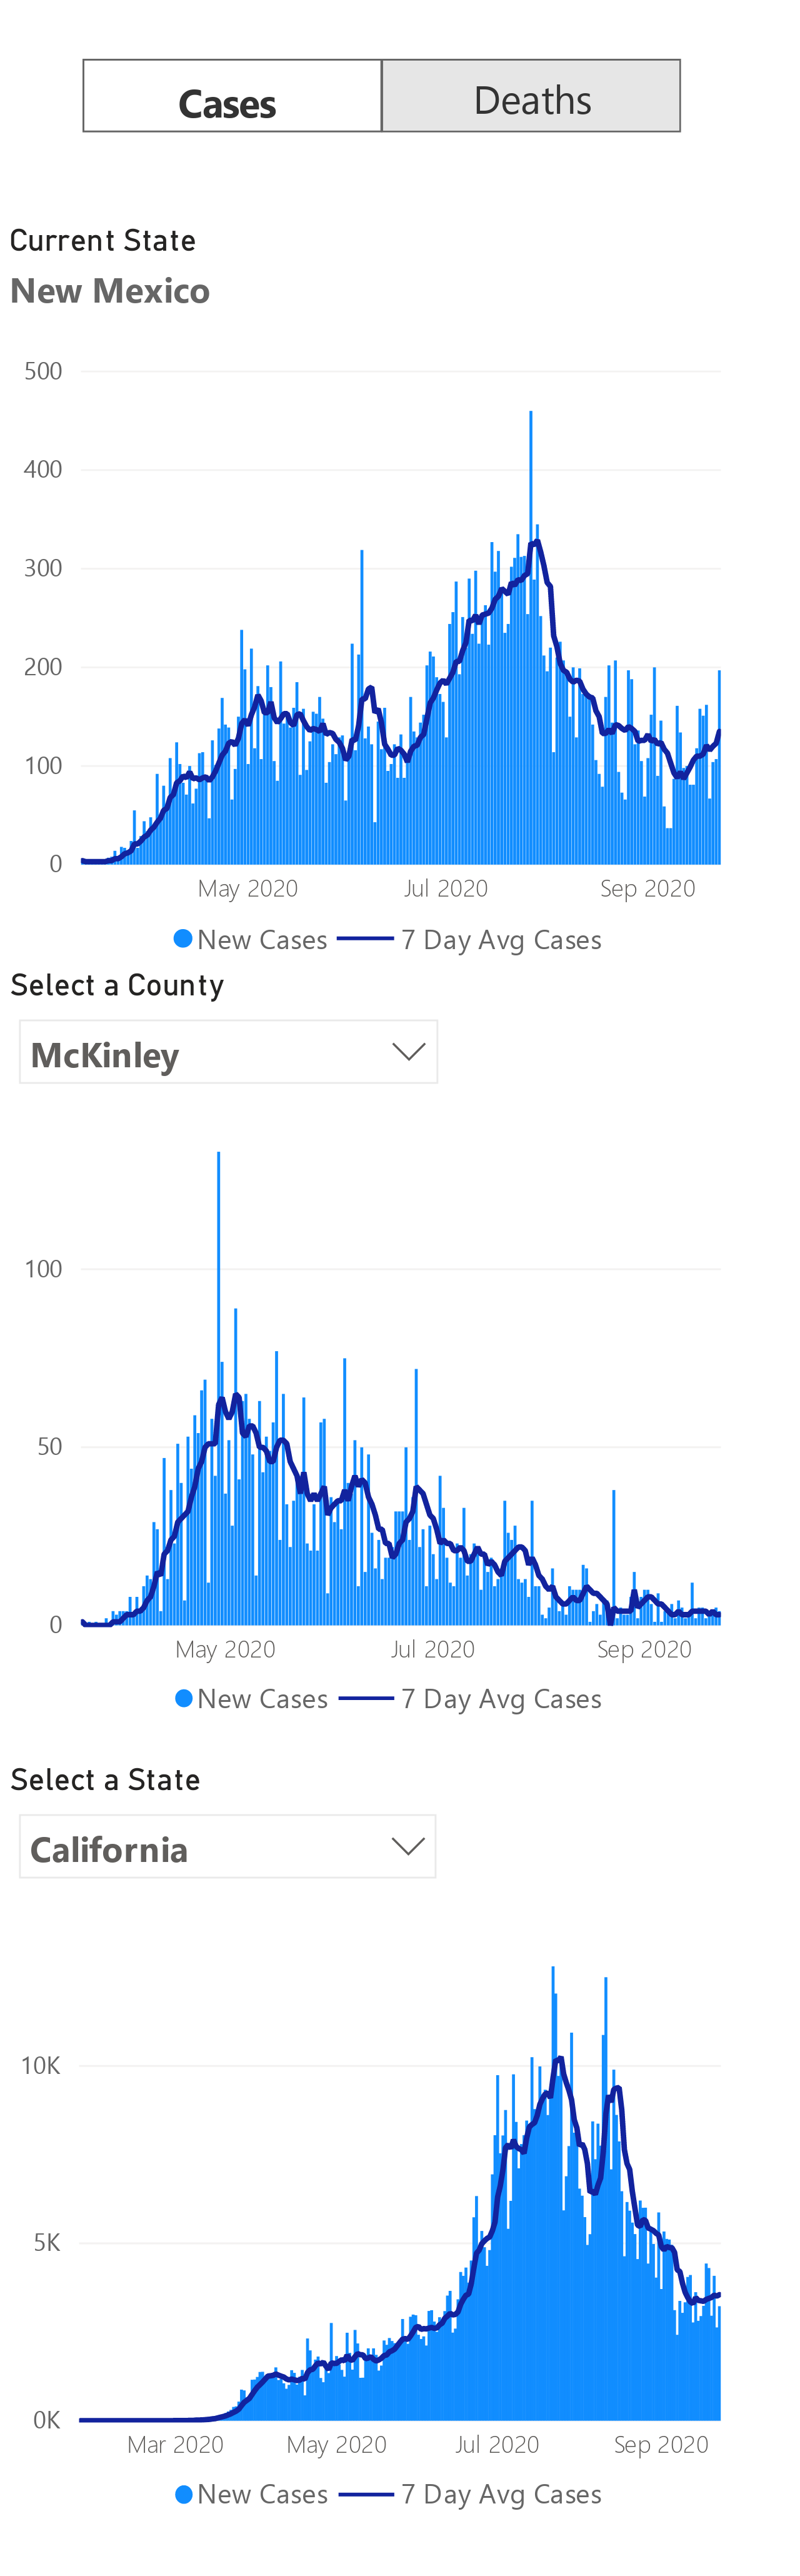 Cases Deaths
Current State
New Mexico
500
400
300
200
100
0
May 2020 Jul 2020 Sep 2020
New Cases 7 Day Avg Cases
Select a County
McKinley
100
50
0
May 2020 Jul 2020 Sep 2020
New Cases 7 Day Avg Cases
Select a State
California
10K
5K
0K
Mar 2020 May 2020 Jul 2020 Sep 2020
New Cases 7 Day Avg Cases